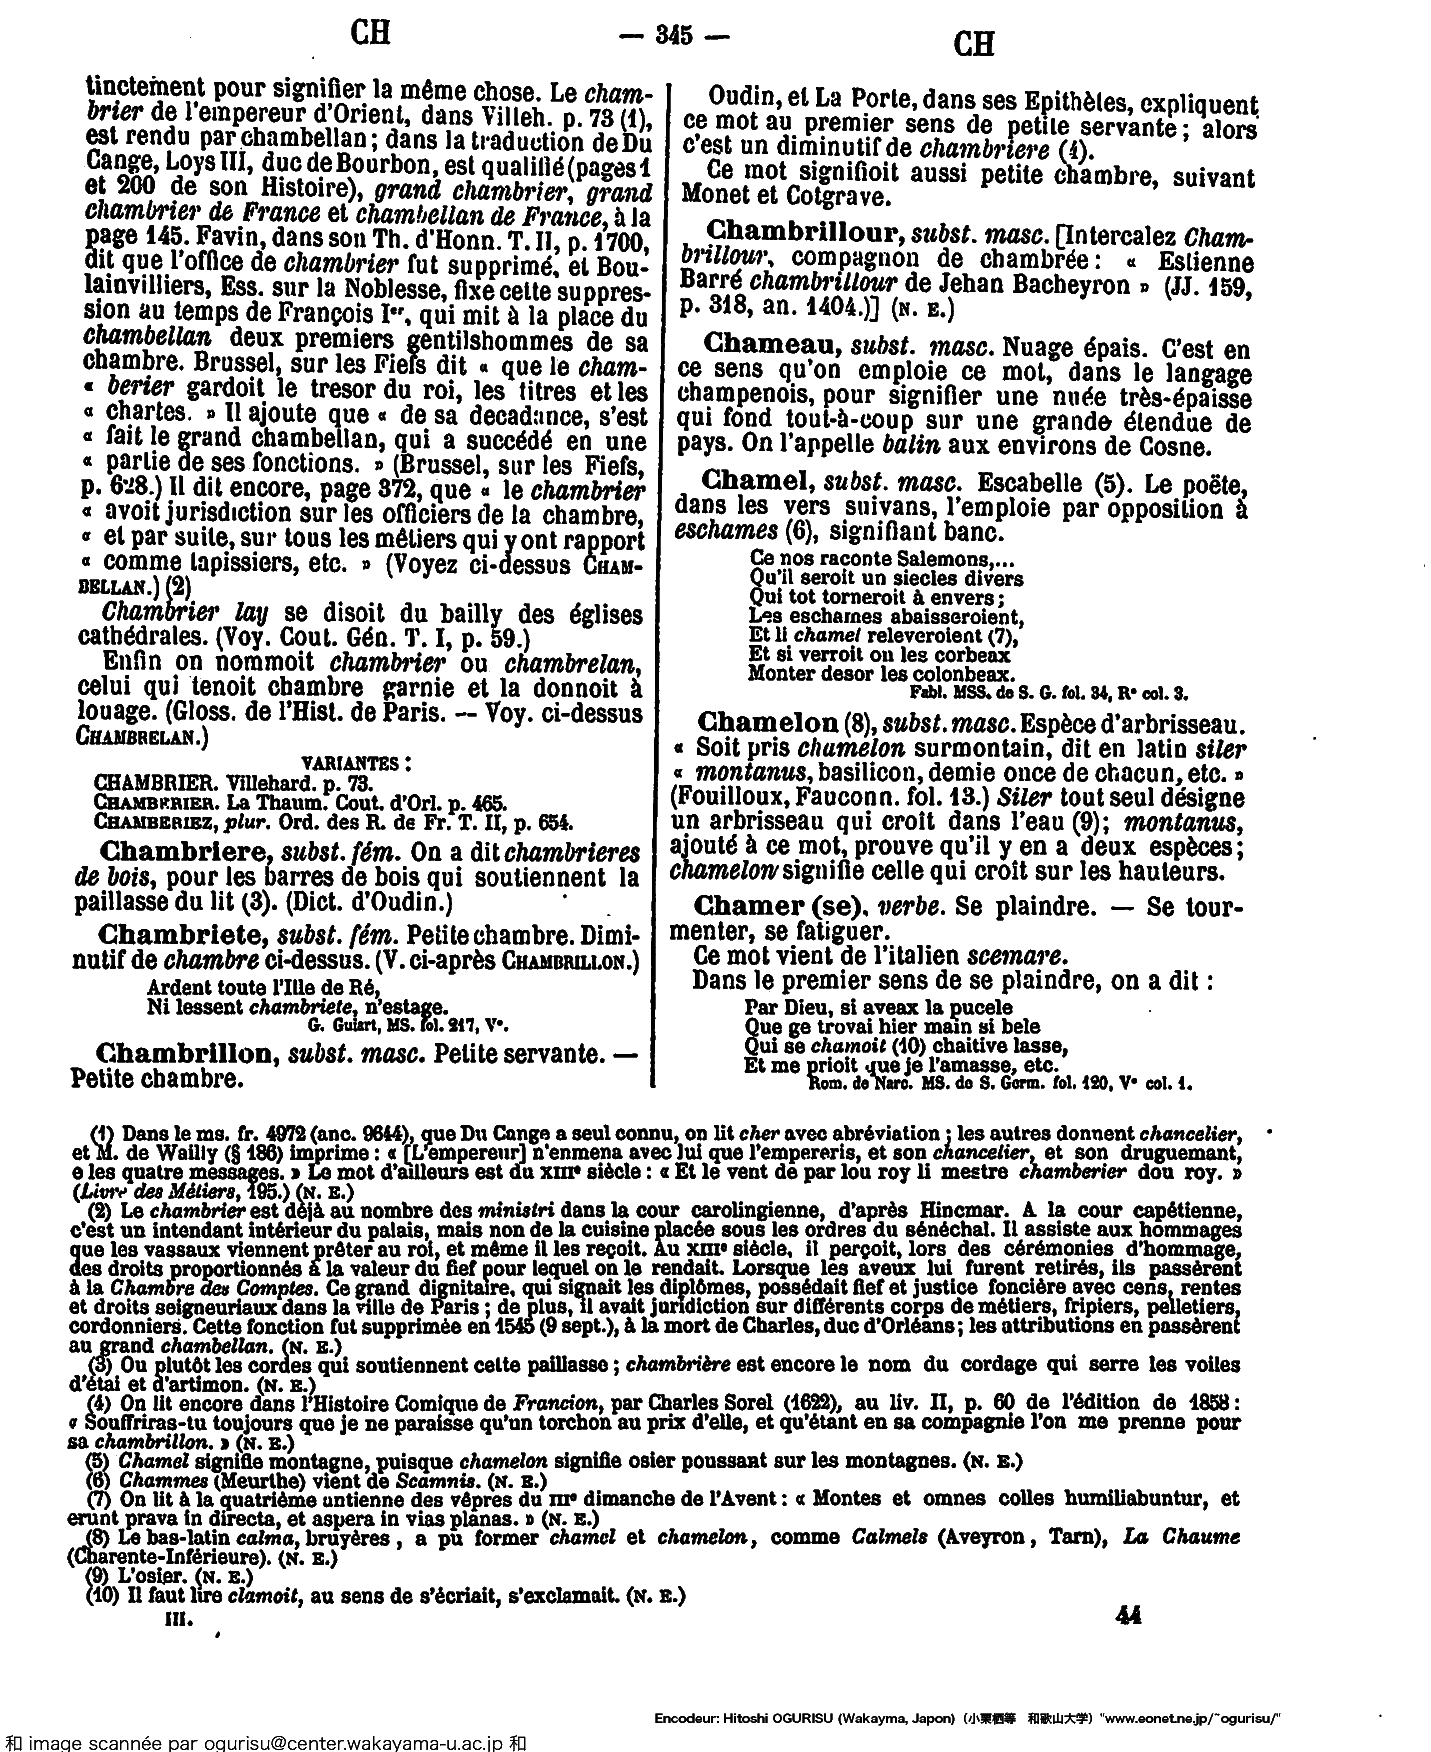 CH — 345 — CH
tinctement pour signifier la même chose. Le cham-
brier de l'empereur d'Orient, dans Villeh. p. 73 (1),
est rendu par chambellan ; dans la traduction de Du
Cange, Loys III, duc de Bourbon, est qualifié (pages 1
et 200 de son Histoire), grand chambrier, grand
chambrier de France et chambellan de France, à la
page 145. Favin, dans son Th. d'Honn. T. II, p. 1700,
dit que l'office de chambrier fut supprimé, et Bou-
lainvilliers, Ess. sur la Noblesse, fixe cette suppres-
sion au temps de François Ier, qui mit à la place du
chambellan deux premiers gentilshommes de sa
chambre. Brussel, sur les Fiefs dit « que le cham-
« berier gardoit le tresor du roi, les titres et les
« chartes. » Il ajoute que « de sa decadance, s'est
« fait le grand chambellan, qui a succédé en une
« partie de ses fonctions. » (Brussel, sur les Fiefs,
p. 628.) Il dit encore, page 372, que « le chambrier
« avoit jurisdiction sur les officiers de la chambre,
« et par suite, sur tous les métiers qui y ont rapport
« comme tapissiers, etc. » (Voyez ci-dessus CHAM-
BELLAN.) (2)
Chambrier lay se disoit du bailly des églises
cathédrales. (Voy. Cout. Gén. T. I, p. 59.)
Enfin on nommoit chambrier ou chambrelan,
celui qui tenoit chambre garnie et la donnoit à
louage. (Gloss. de l'Hist. de Paris. — Voy. ci-dessus
CHAMBRELAN.)
VARIANTES :
CHAMBRIER. Villehard. p. 73.
CHAMBERIER. La Thaum. Cout. d'Orl. p. 465.
CHAMBERIEZ, plur. Ord. des R. de Fr. T. II, p. 654.
Chambriere, subst. fém. On a dit chambrieres
de bois, pour les barres de bois qui soutiennent la
paillasse du lit (3). (Dict. d'Oudin.)
Chambriete, subst. fém. Petite chambre. Dimi-
nutif de chambre ci-dessus. (V. ci-après CHAMBRILLON.)
Ardent toute l'Ille de Ré,
Ni lessent chambriete, n'estage.
G. Guiart, MS. fol. 217, V°.
Chambrillon, subst. masc. Petite servante. —
Petite chambre.
Oudin, et La Porte, dans ses Epithètes, expliquent
ce mot au premier sens de petite servante ; alors
c'est un diminutif de chambriere (4).
Ce mot signifioit aussi petite chambre, suivant
Monet et Cotgrave.
Chambrillour, subst. masc. [Intercalez Cham-
brillour, compagnon de chambrée : « Estienne
Barré chambrillour de Jehan Bacheyron » (JJ. 159,
p. 318, an. 1404.)] (N. E.)
Chameau, subst. masc. Nuage épais. C'est en
ce sens qu'on emploie ce mot, dans le langage
champenois, pour signifier une nuée très-épaisse
qui fond tout-à-coup sur une grande étendue de
pays. On l'appelle balin aux environs de Cosne.
Chamel, subst. masc. Escabelle (5). Le poëte,
dans les vers suivans, l'emploie par opposition à
eschames (6), signifiant banc.
Ce nos raconte Salemons,...
Qu'il seroit un siecles divers
Qui tot torneroit à envers ;
Les eschames abaisseroient,
Et li chamel releveroient (7),
Et si verroit on les corbeax
Monter desor les colonbeax.
Fabl. MSS. de S. G. fol. 34, R° col. 3.
Chamelon (8), subst. masc. Espèce d'arbrisseau.
« Soit pris chamelon surmontain, dit en latin siler
« montanus, basilicon, demie once de chacun, etc. »
(Fouilloux, Fauconn. fol. 13.) Siler tout seul désigne
un arbrisseau qui croit dans l'eau (9) ; montanus,
ajouté à ce mot, prouve qu'il y en a deux espèces ;
chamelon signifie celle qui croit sur les hauteurs.
Chamer (se), verbe. Se plaindre. — Se tour-
menter, se fatiguer.
Ce mot vient de l'italien scemare.
Dans le premier sens de se plaindre, on a dit :
Par Dieu, si aveax la pucele
Que ge trovai hier main si bele
Qui se chamoit (10) chaitive lasse,
Et me prioit que je l'amasse, etc.
Rom. de Narc. MS. de S. Germ. fol. 120, V° col. 1.
(1) Dans le ms. fr. 4972 (anc. 9644), que Du Cange a seul connu, on lit cher avec abréviation ; les autres donnent chancelier,
et M. de Wailly (§ 186) imprime : « [L'empereur] n'enmena avec lui que l'empereris, et son chancelier, et son druguemant,
e les quatre messages. » Le mot d'ailleurs est du XIIIe siècle : « Et le vent de par lou roy li mestre chamberier dou roy. »
(Livre des Métiers, 195.) (N. E.)
(2) Le chambrier est déjà au nombre des ministri dans la cour carolingienne, d'après Hincmar. A la cour capétienne,
c'est un intendant intérieur du palais, mais non de la cuisine placée sous les ordres du sénéchal. Il assiste aux hommages
que les vassaux viennent prêter au roi, et même il les reçoit. Au XIIIe siècle, il perçoit, lors des cérémonies d'hommage,
des droits proportionnés à la valeur du fief pour lequel on le rendait. Lorsque les aveux lui furent retirés, ils passèrent
à la Chambre des Comptes. Ce grand dignitaire, qui signait les diplômes, possédait fief et justice foncière avec cens, rentes
et droits seigneuriaux dans la ville de Paris ; de plus, il avait juridiction sur différents corps de métiers, fripiers, pelletiers,
cordonniers. Cette fonction fut supprimée en 1545 (9 sept.), à la mort de Charles, duc d'Orléans ; les attributions en passèrent
au grand chambellan. (N. E.)
(3) Ou plutôt les cordes qui soutiennent cette paillasse ; chambrière est encore le nom du cordage qui serre les voiles
d'étai et d'artimon. (N. E.)
(4) On lit encore dans l'Histoire Comique de Francion, par Charles Sorel (1622), au liv. II, p. 60 de l'édition de 1858 :
« Souffriras-tu toujours que je ne paraisse qu'un torchon au prix d'elle, et qu'étant en sa compagnie l'on me prenne pour
sa chambrillon. » (N. E.)
(5) Chamel signifie montagne, puisque chamelon signifie osier poussant sur les montagnes. (N. E.)
(6) Chammes (Meurthe) vient de Scamnis. (N. E.)
(7) On lit à la quatrième antienne des vêpres du IIIe dimanche de l'Avent : « Montes et omnes colles humiliabuntur, et
erunt prava in directa, et aspera in vias planas. » (N. E.)
(8) Le bas-latin calma, bruyères, a pu former chamel et chamelon, comme Calmels (Aveyron, Tarn), La Chaume
(Charente-Inférieure). (N. E.)
(9) L'osier. (N. E.)
(10) Il faut lire clamoit, au sens de s'écriait, s'exclamait. (N. E.)
III. 44
Encodeur: Hitoshi OGURISU (Wakayma, Japon) (小栗栖等 和歌山大学) "www.eonet.ne.jp/~ogurisu/"
和 image scannée par ogurisu@center.wakayama-u.ac.jp 和